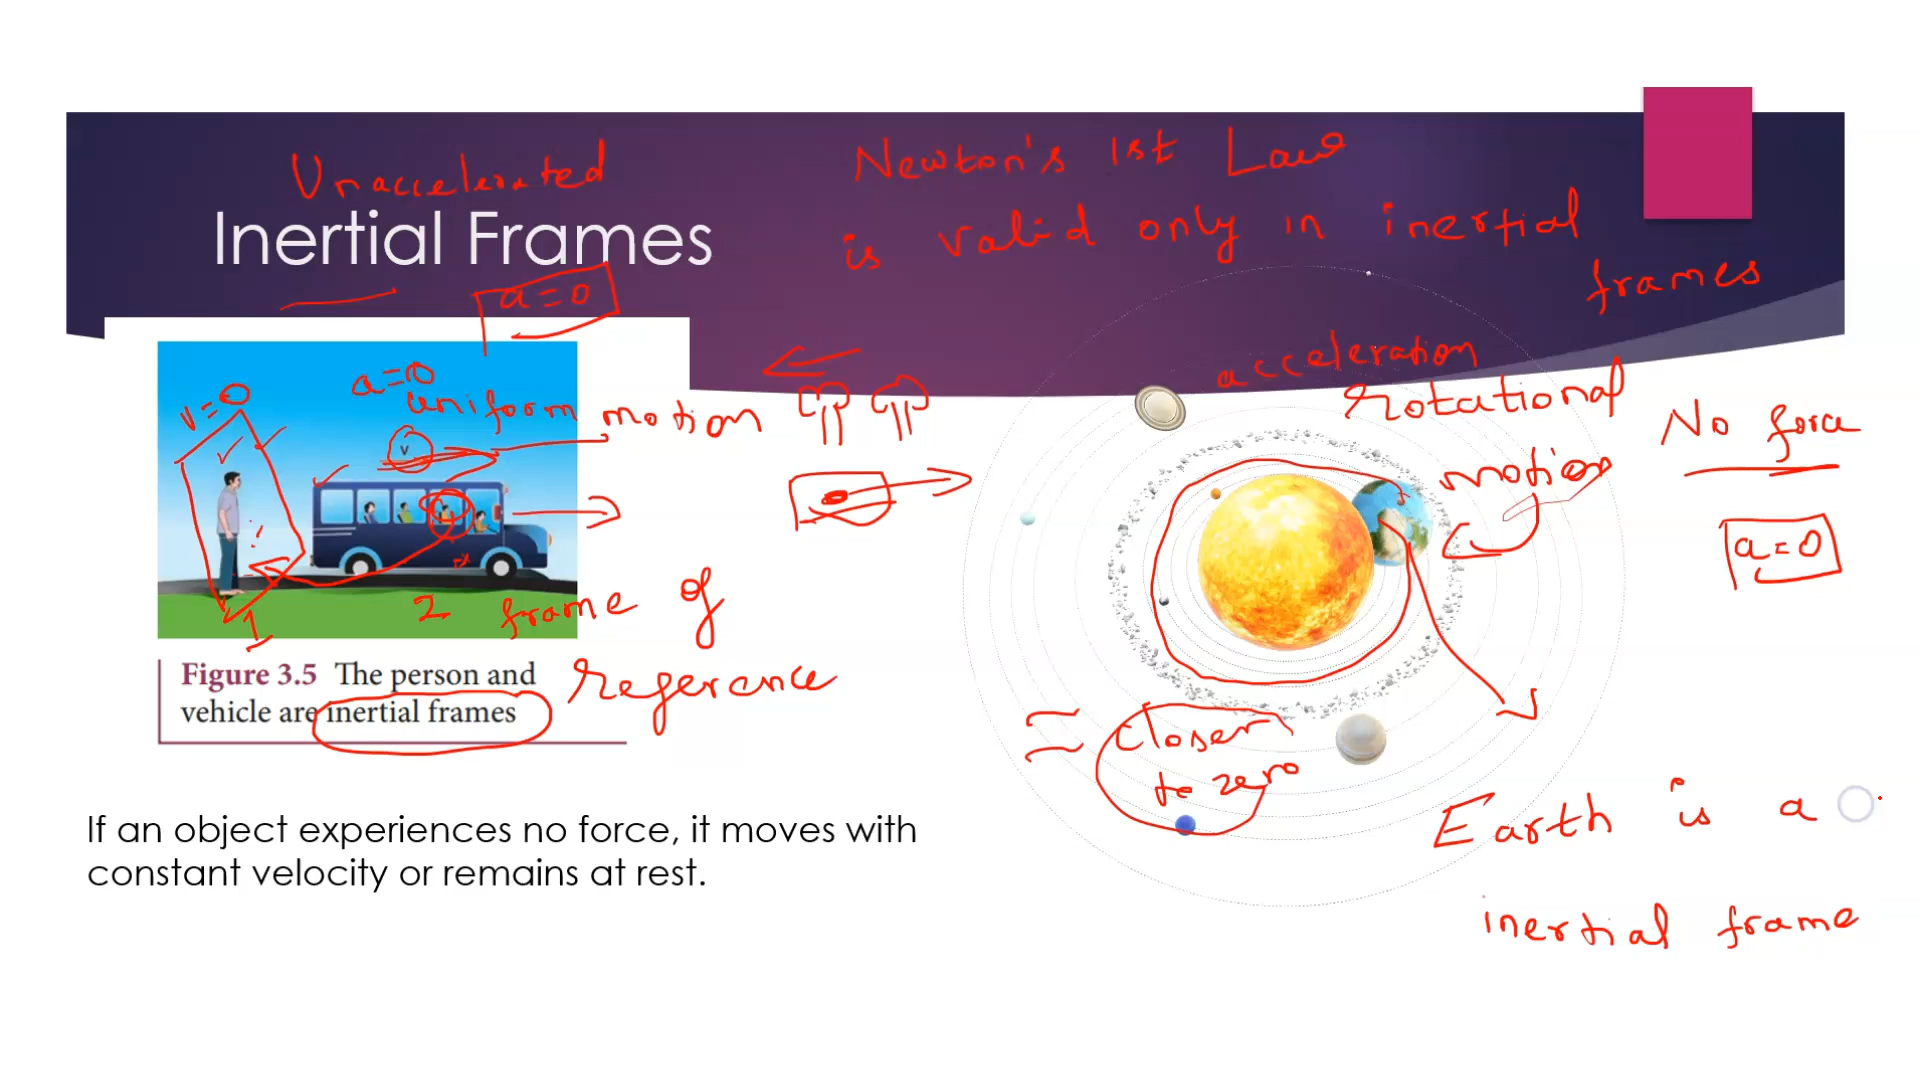 Unaccelerated
Inertial Frames
a=0
Newton's 1st Law
is valid only in inertial
frames
v=0
a=0
uniform motion
v
1
2 frame of
reference
Figure 3.5 The person and
vehicle are inertial frames
If an object experiences no force, it moves with
constant velocity or remains at rest.
acceleration
rotational
motion
No force
a=0
≈ closer
to zero
Earth is a
inertial frame